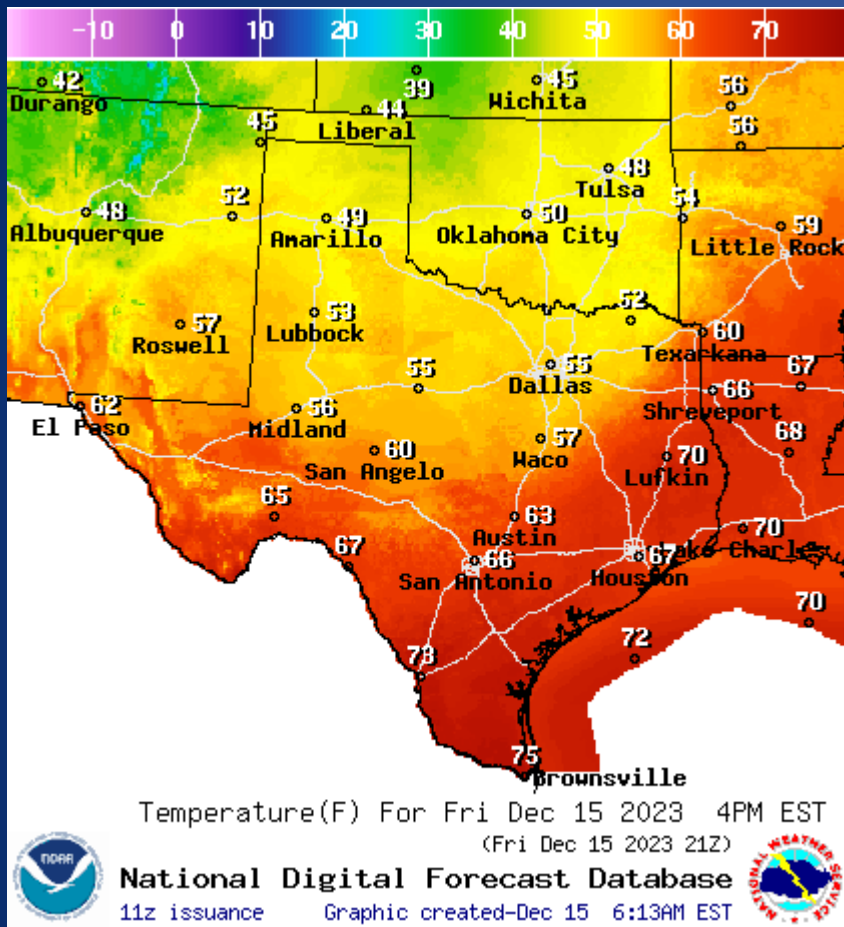 -10 0 10 20 30 40 50 60 70
42
Durango
39
44
Liberal
45
Wichita
56
56
45
48
Tulsa
48
Albuquerque
52
49
Amarillo
50
Oklahoma City
54
59
Little Rock
57
Roswell
53
Lubbock
52
60
Texarkana
55
55
Dallas
67
66
Shreveport
62
El Paso
56
Midland
60
San Angelo
57
Waco
70
Lufkin
68
65
63
Austin
67
66
San Antonio
67
Houston
70
Lake Charles
70
72
73
75
Brownsville
Temperature(F) For Fri Dec 15 2023 4PM EST
(Fri Dec 15 2023 21Z)
NOAA
National Digital Forecast Database
11z issuance Graphic created-Dec 15 6:13AM EST
NATIONAL WEATHER SERVICE